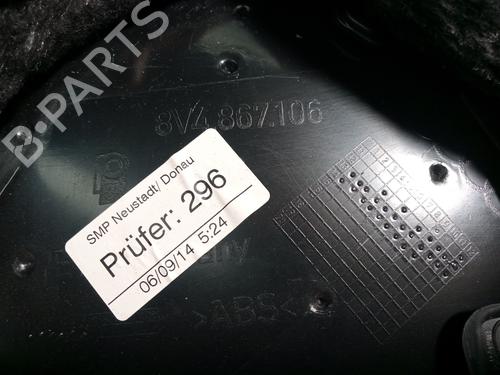 B-PARTS
8V4.867.106
SMP Neustadt/ Donau
Prüfer: 296
06/09/14 5:24
>ABS<